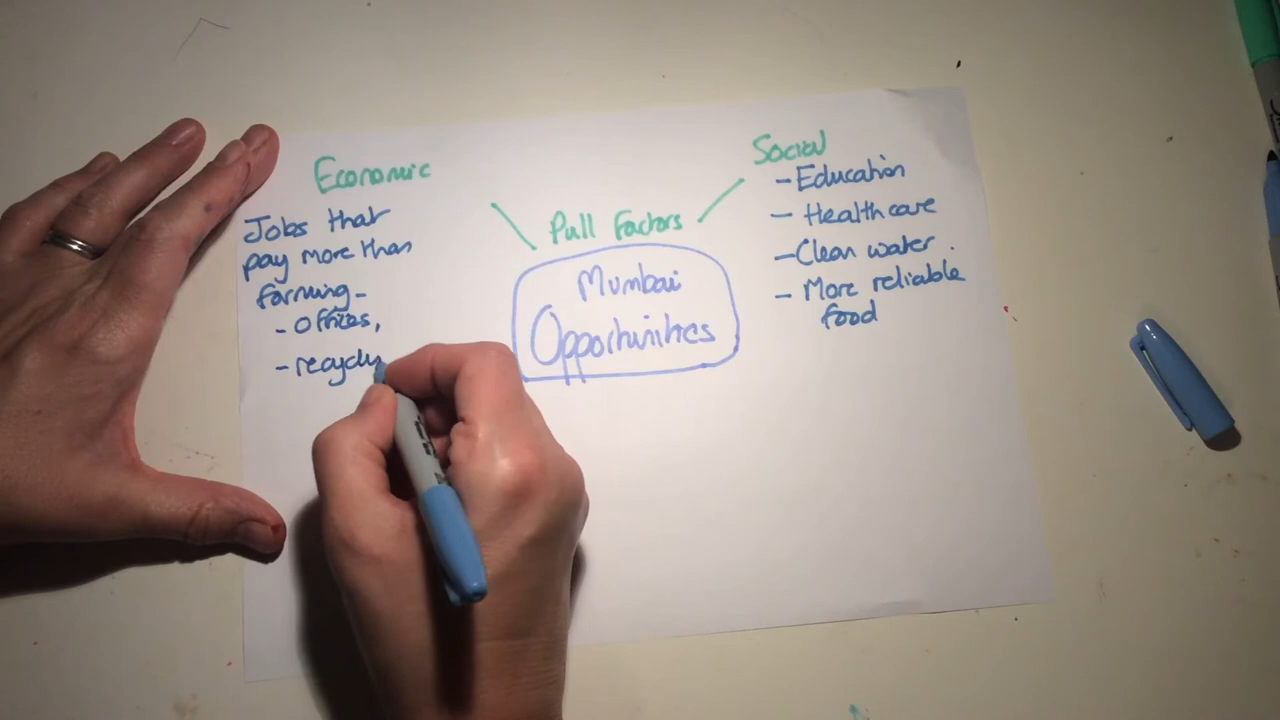 Economic
Jobs that
pay more than
farming-
- Offices,
Pull Factors
Mumbai
Opportunities
Social
- Education
- Healthcare
- Clean water.
- More reliable
food